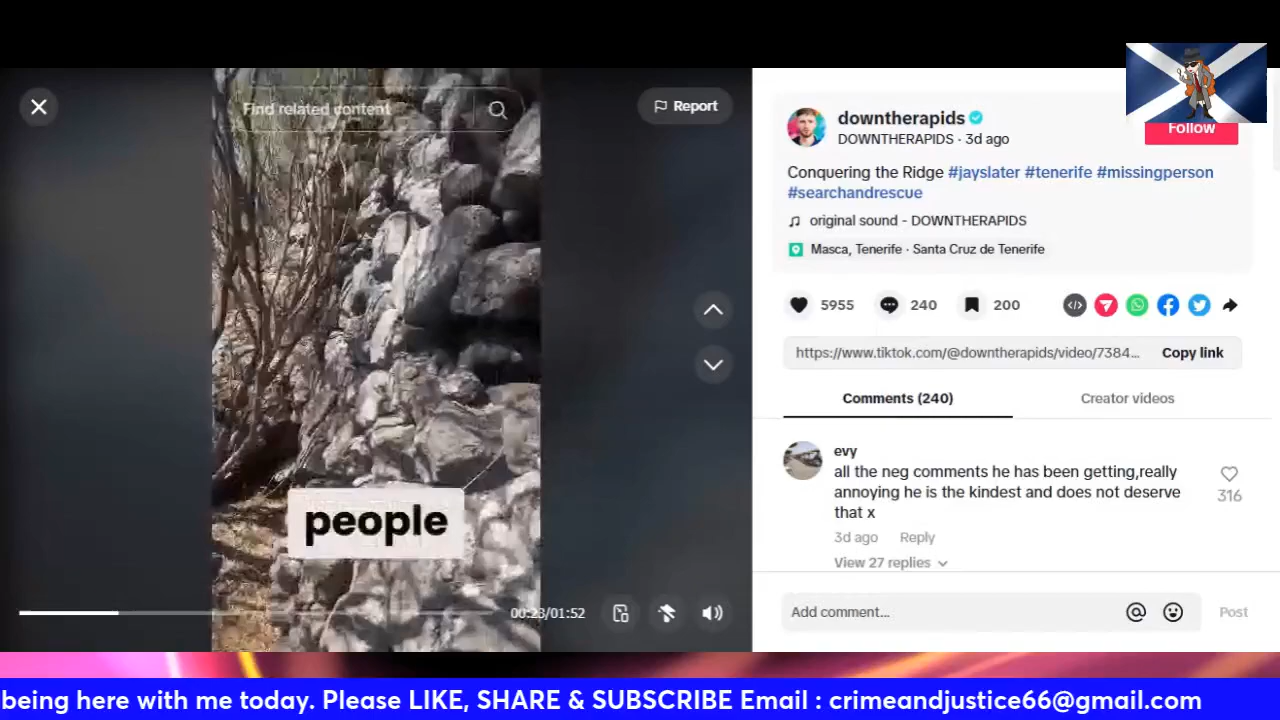 Find related content
Report
people
00:23/01:52
downtherapids
DOWNTHERAPIDS · 3d ago
Follow
Conquering the Ridge #jayslater #tenerife #missingperson
#searchandrescue
original sound - DOWNTHERAPIDS
Masca, Tenerife · Santa Cruz de Tenerife
5955
240
200
https://www.tiktok.com/@downtherapids/video/7384...
Copy link
Comments (240)
Creator videos
evy
all the neg comments he has been getting,really
annoying he is the kindest and does not deserve
that x
316
3d ago Reply
View 27 replies
Add comment...
Post
being here with me today. Please LIKE, SHARE & SUBSCRIBE Email : crimeandjustice66@gmail.com